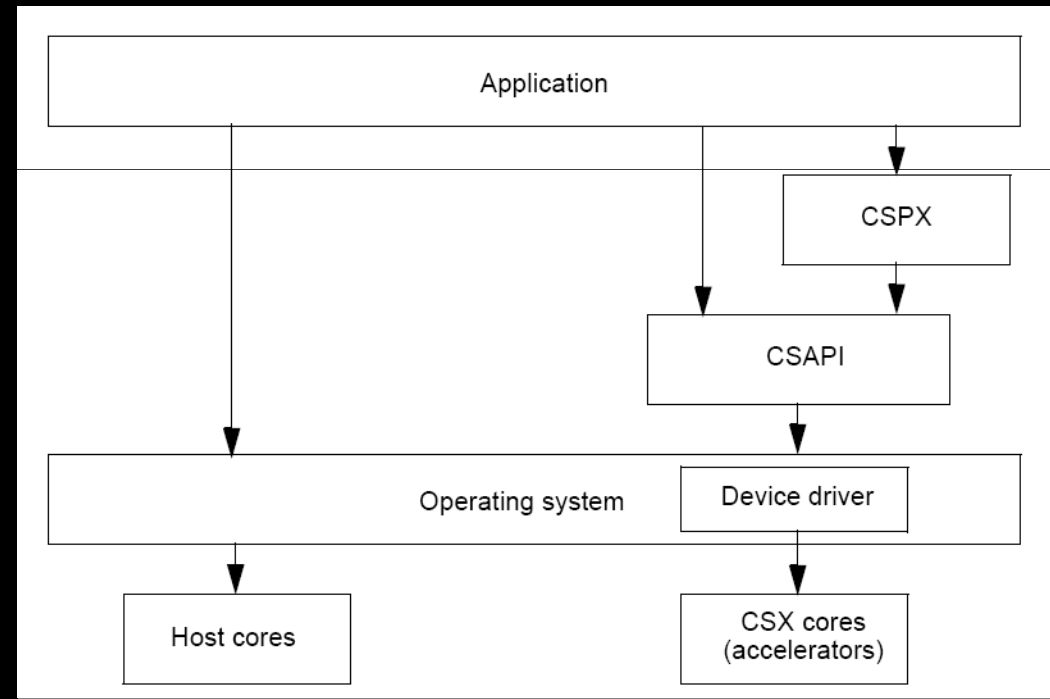 Application
CSPX
CSAPI
Operating system
Device driver
Host cores
CSX cores
(accelerators)